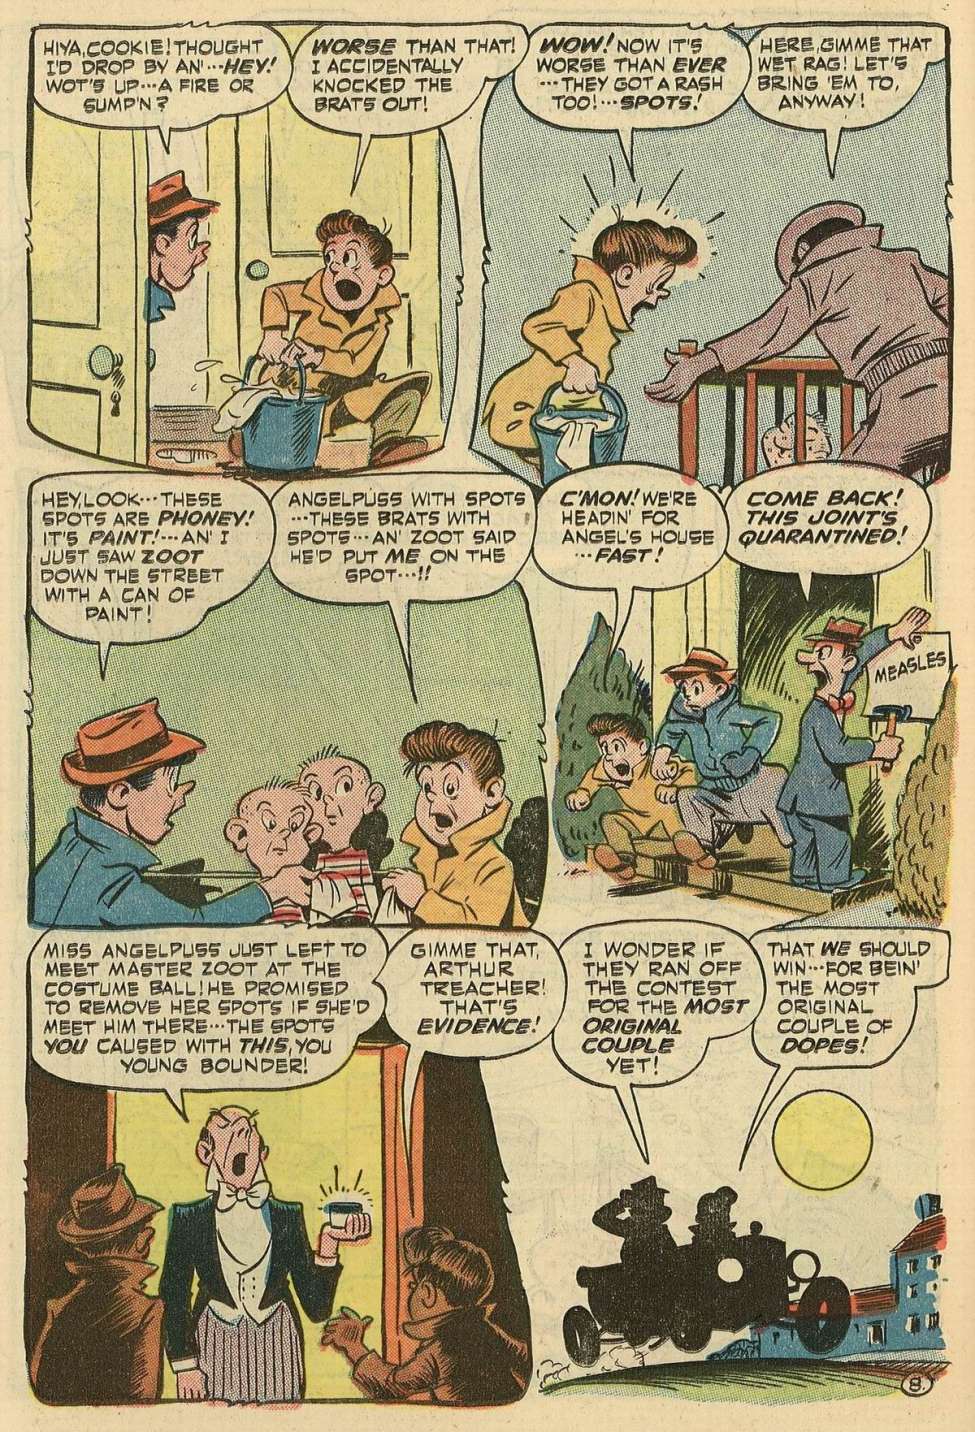 HIYA, COOKIE! THOUGHT
I'D DROP BY AN'---HEY!
WOT'S UP---A FIRE OR
SUMP'N?
WORSE THAN THAT!
I ACCIDENTALLY
KNOCKED THE
BRATS OUT!
WOW! NOW IT'S
WORSE THAN EVER
---THEY GOT A RASH
TOO!---SPOTS!
HERE, GIMME THAT
WET RAG! LET'S
BRING 'EM TO,
ANYWAY!
HEY, LOOK---THESE
SPOTS ARE PHONEY!
IT'S PAINT!---AN' I
JUST SAW ZOOT
DOWN THE STREET
WITH A CAN OF
PAINT!
ANGELPUSS WITH SPOTS
---THESE BRATS WITH
SPOTS---AN' ZOOT SAID
HE'D PUT ME ON THE
SPOT---!!
C'MON! WE'RE
HEADIN' FOR
ANGEL'S HOUSE
---FAST!
COME BACK!
THIS JOINT'S
QUARANTINED!
MEASLES
MISS ANGELPUSS JUST LEFT TO
MEET MASTER ZOOT AT THE
COSTUME BALL! HE PROMISED
TO REMOVE HER SPOTS IF SHE'D
MEET HIM THERE---THE SPOTS
YOU CAUSED WITH THIS, YOU
YOUNG BOUNDER!
GIMME THAT,
ARTHUR
TREACHER!
THAT'S
EVIDENCE!
I WONDER IF
THEY RAN OFF
THE CONTEST
FOR THE MOST
ORIGINAL
COUPLE
YET!
THAT WE SHOULD
WIN---FOR BEIN'
THE MOST
ORIGINAL
COUPLE OF
DOPES!
8.